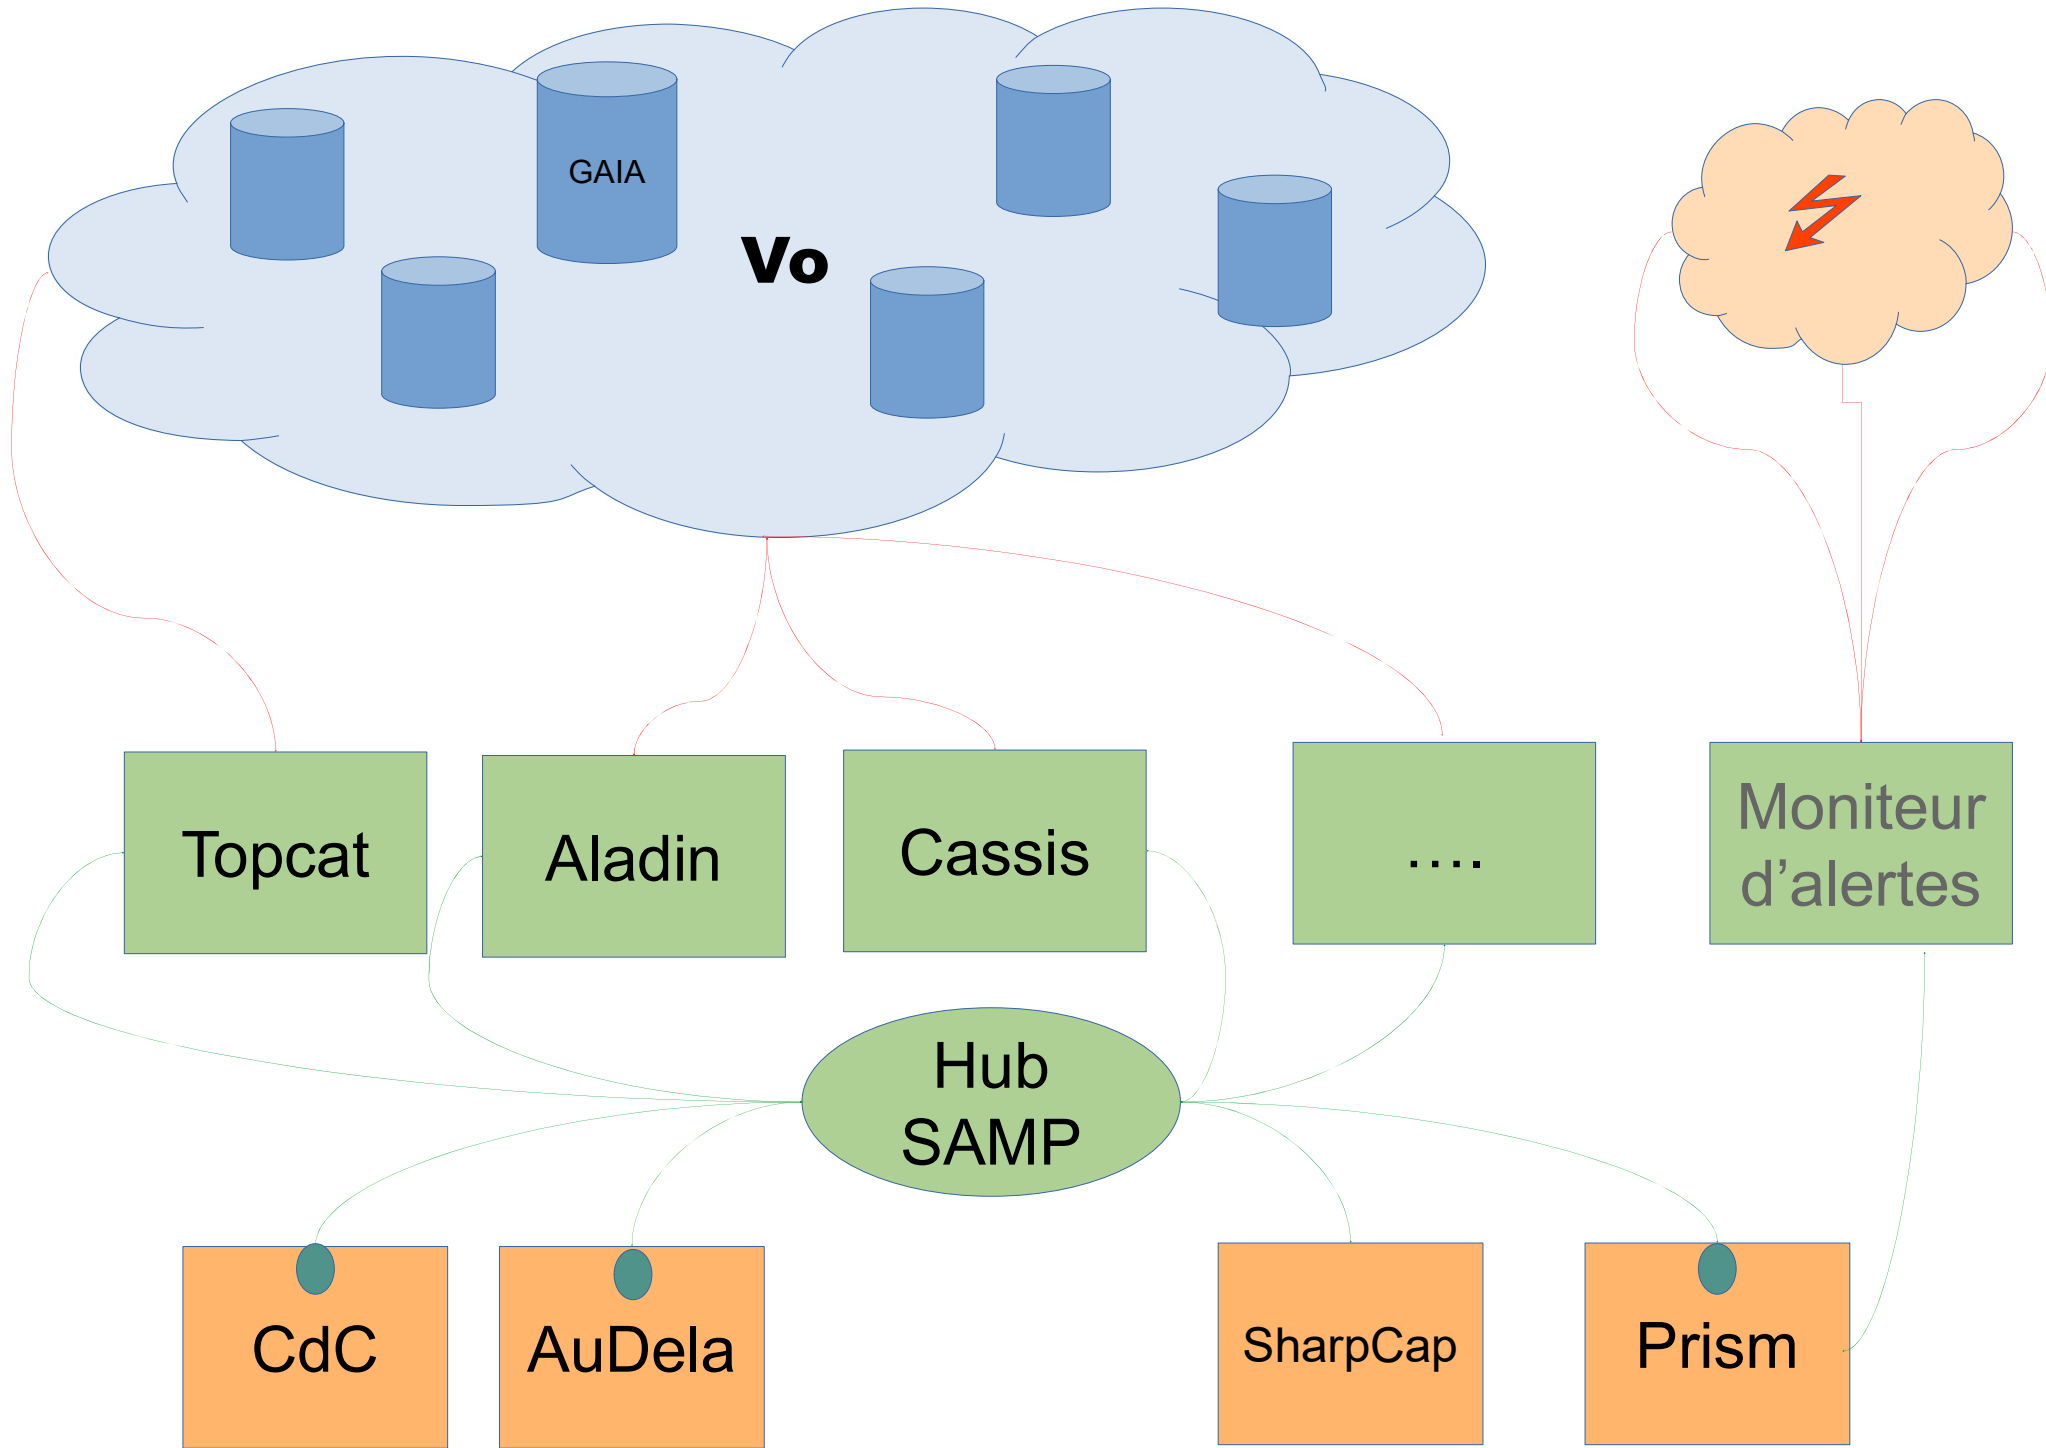 GAIA
Vo
Topcat
Aladin
Cassis
....
Moniteur
d’alertes
Hub
SAMP
CdC
AuDela
SharpCap
Prism